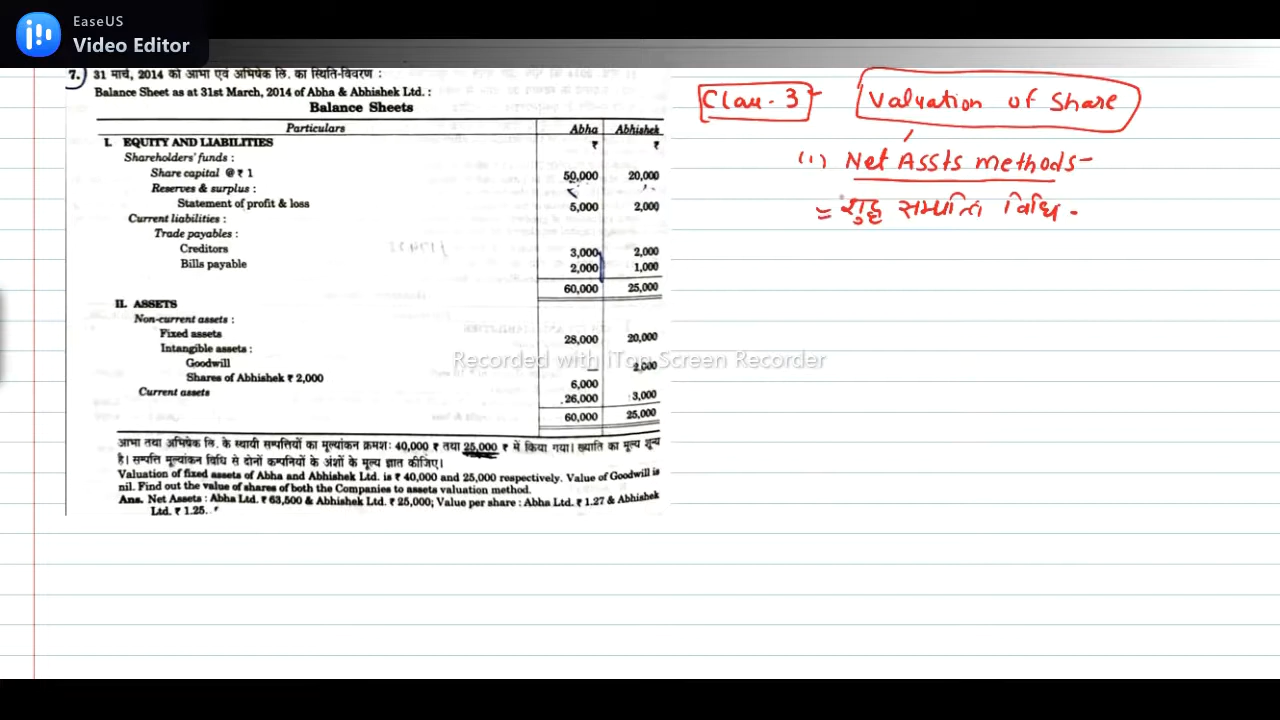 EaseUS
Video Editor
7. 31 मार्च, 2014 को आभा एवं अभिषेक लि. का स्थिति-विवरण :
Balance Sheet as at 31st March, 2014 of Abha & Abhishek Ltd. :
Balance Sheets
Particulars Abha Abhishek
₹ ₹
I. EQUITY AND LIABILITIES
Shareholders' funds :
Share capital @ ₹ 1 50,000 20,000
Reserves & surplus :
Statement of profit & loss 5,000 2,000
Current liabilities :
Trade payables :
Creditors 3,000 2,000
Bills payable 2,000 1,000
60,000 25,000
II. ASSETS
Non-current assets :
Fixed assets 28,000 20,000
Intangible assets :
Goodwill — 2,000
Shares of Abhishek ₹ 2,000 6,000
Current assets 26,000 3,000
60,000 25,000
आभा तथा अभिषेक लि. के स्थायी सम्पत्तियों का मूल्यांकन क्रमशः 40,000 ₹ तथा 25,000 ₹ में किया गया। ख्याति का मूल्य शून्य
है। सम्पत्ति मूल्यांकन विधि से दोनों कम्पनियों के अंशों के मूल्य ज्ञात कीजिए।
Valuation of fixed assets of Abha and Abhishek Ltd. is ₹ 40,000 and 25,000 respectively. Value of Goodwill is
nil. Find out the value of shares of both the Companies to assets valuation method.
Ans. Net Assets : Abha Ltd. ₹ 63,500 & Abhishek Ltd. ₹ 25,000; Value per share : Abha Ltd. ₹ 1.27 & Abhishek
Ltd. ₹ 1.25.
Recorded with iTop Screen Recorder
Clau-3 - Valuation of Share
(1) Net Assts methods -
= शुद्ध सम्पत्ति विधि -